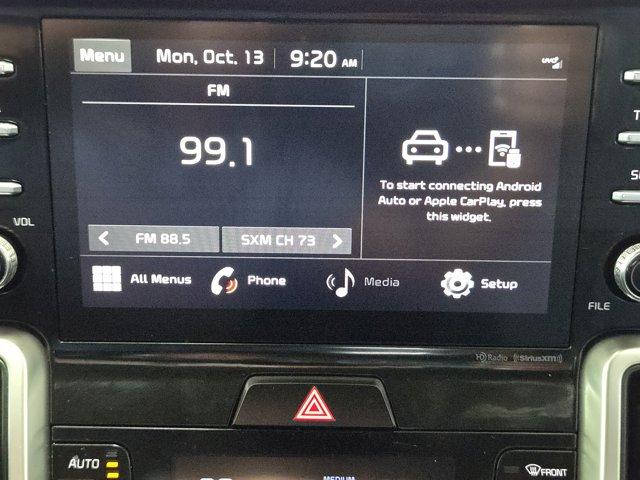 Menu Mon, Oct. 13 9:20 AM UVO
FM
99.1
To start connecting Android
Auto or Apple CarPlay, press
this widget.
FM 88.5 SXM CH 73
All Menus Phone Media Setup
VOL
FILE
HD Radio SiriusXM
AUTO
FRONT
MEDIUM